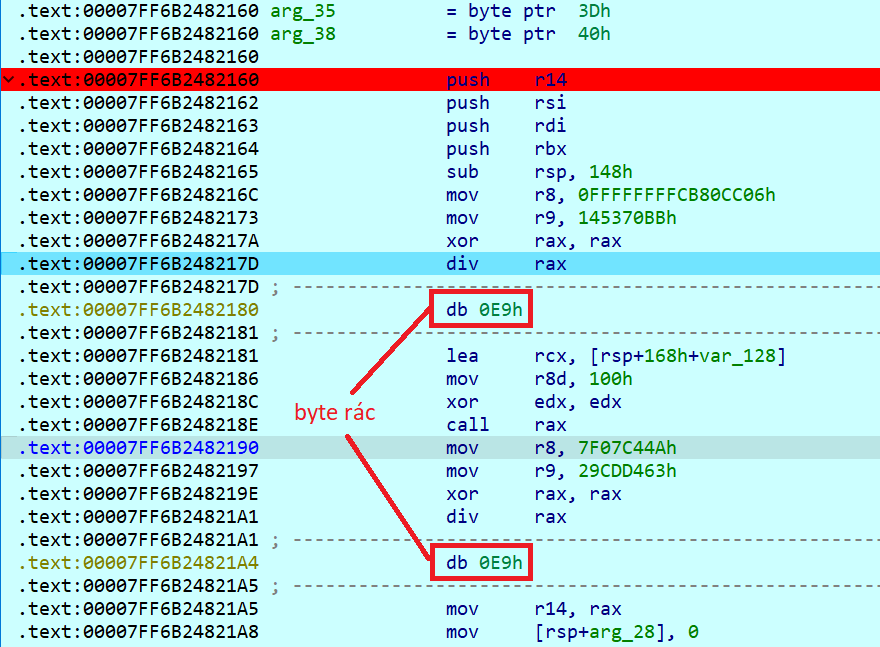 .text:00007FF6B2482160 arg_35 = byte ptr 3Dh
.text:00007FF6B2482160 arg_38 = byte ptr 40h
.text:00007FF6B2482160
.text:00007FF6B2482160 push r14
.text:00007FF6B2482162 push rsi
.text:00007FF6B2482163 push rdi
.text:00007FF6B2482164 push rbx
.text:00007FF6B2482165 sub rsp, 148h
.text:00007FF6B248216C mov r8, 0FFFFFFFFCB80CC06h
.text:00007FF6B2482173 mov r9, 145370BBh
.text:00007FF6B248217A xor rax, rax
.text:00007FF6B248217D div rax
.text:00007FF6B248217D ; ---------------------------------------------------
.text:00007FF6B2482180 db 0E9h
.text:00007FF6B2482181 ; ---------------------------------------------------
.text:00007FF6B2482181 lea rcx, [rsp+168h+var_128]
.text:00007FF6B2482186 mov r8d, 100h
.text:00007FF6B248218C xor edx, edx
byte rác
.text:00007FF6B248218E call rax
.text:00007FF6B2482190 mov r8, 7F07C44Ah
.text:00007FF6B2482197 mov r9, 29CDD463h
.text:00007FF6B248219E xor rax, rax
.text:00007FF6B24821A1 div rax
.text:00007FF6B24821A1 ; ---------------------------------------------------
.text:00007FF6B24821A4 db 0E9h
.text:00007FF6B24821A5 ; ---------------------------------------------------
.text:00007FF6B24821A5 mov r14, rax
.text:00007FF6B24821A8 mov [rsp+arg_28], 0